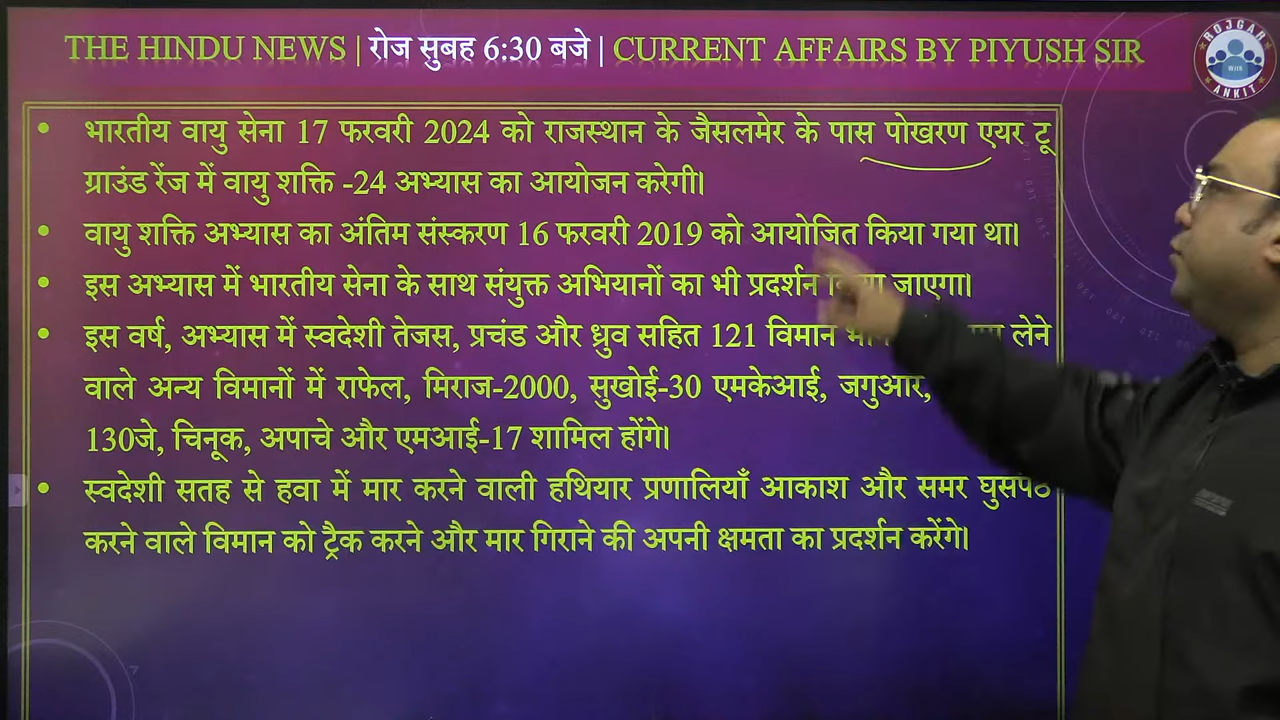 THE HINDU NEWS | रोज सुबह 6:30 बजे | CURRENT AFFAIRS BY PIYUSH SIR
ROJGAR
With
ANKIT
• भारतीय वायु सेना 17 फरवरी 2024 को राजस्थान के जैसलमेर के पास पोखरण एयर टू
ग्राउंड रेंज में वायु शक्ति -24 अभ्यास का आयोजन करेगी।
• वायु शक्ति अभ्यास का अंतिम संस्करण 16 फरवरी 2019 को आयोजित किया गया था।
• इस अभ्यास में भारतीय सेना के साथ संयुक्त अभियानों का भी प्रदर्शन जाएगा।
• इस वर्ष, अभ्यास में स्वदेशी तेजस, प्रचंड और ध्रुव सहित 121 विमान लेने
वाले अन्य विमानों में राफेल, मिराज-2000, सुखोई-30 एमकेआई, जगुआर,
130जे, चिनूक, अपाचे और एमआई-17 शामिल होंगे।
• स्वदेशी सतह से हवा में मार करने वाली हथियार प्रणालियाँ आकाश और समर
करने वाले विमान को ट्रैक करने और मार गिराने की अपनी क्षमता का प्रदर्शन करेंगे।